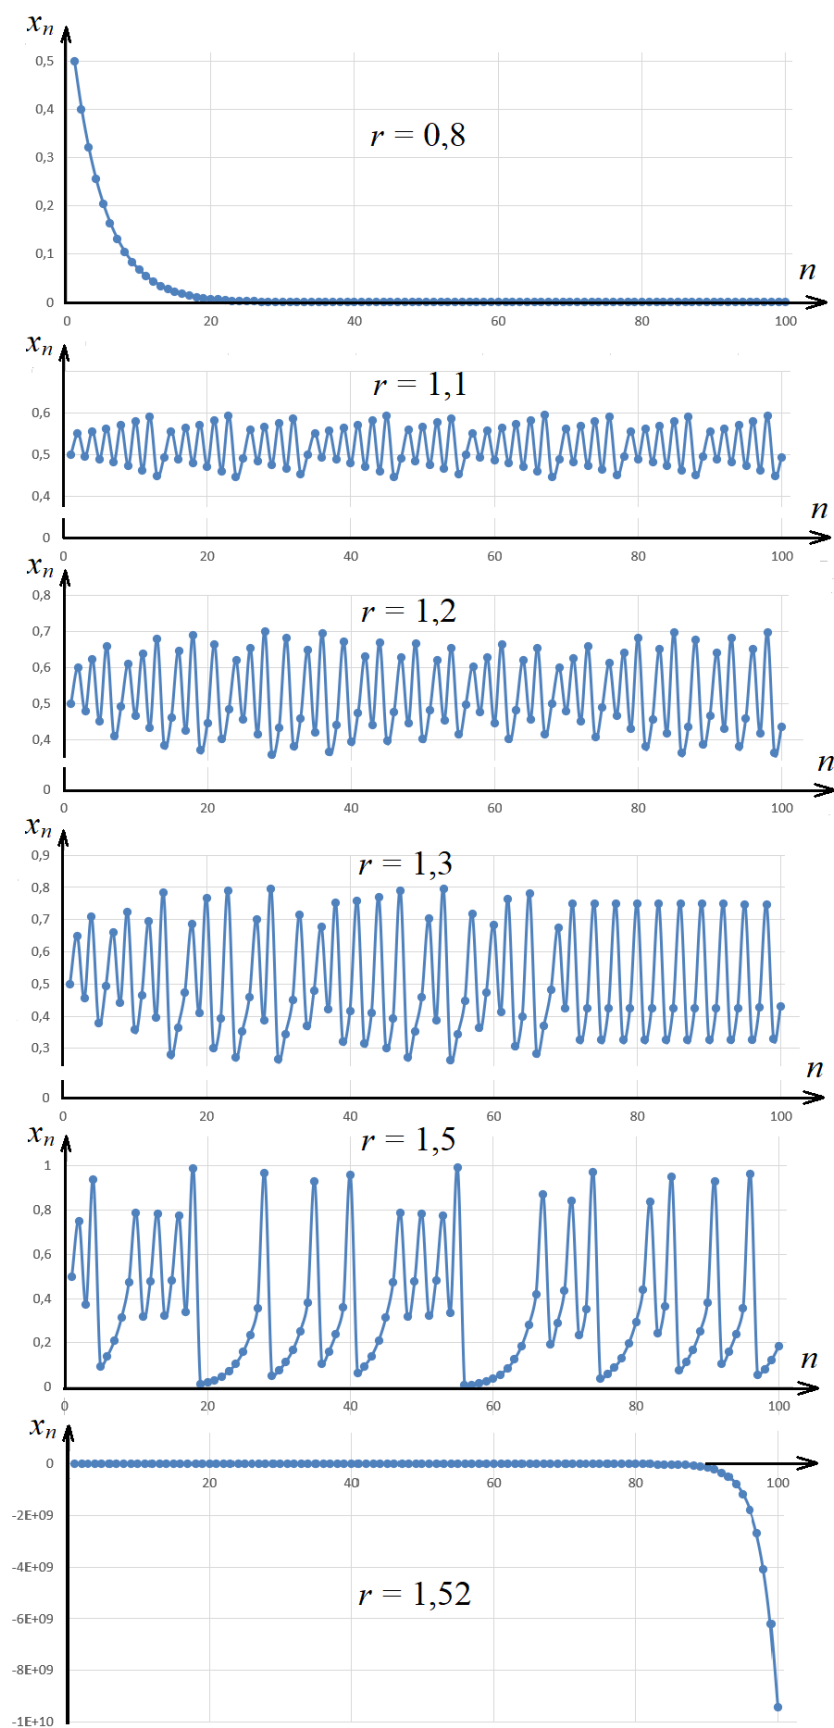 xₙ
0,5
0,4
r = 0,8
0,3
0,2
0,1
n
0
0 20 40 60 80 100
xₙ
r = 1,1
0,6
0,5
0,4
n
0
0 20 40 60 80 100
xₙ
0,8
r = 1,2
0,7
0,6
0,5
0,4
n
0
0 20 40 60 80 100
xₙ
0,9
r = 1,3
0,8
0,7
0,6
0,5
0,4
0,3
n
0
0 20 40 60 80 100
xₙ
r = 1,5
1
0,8
0,6
0,4
0,2
n
0
0 20 40 60 80 100
xₙ
0
20 40 60 80 100
-2E+09
-4E+09
r = 1,52
-6E+09
-8E+09
-1E+10